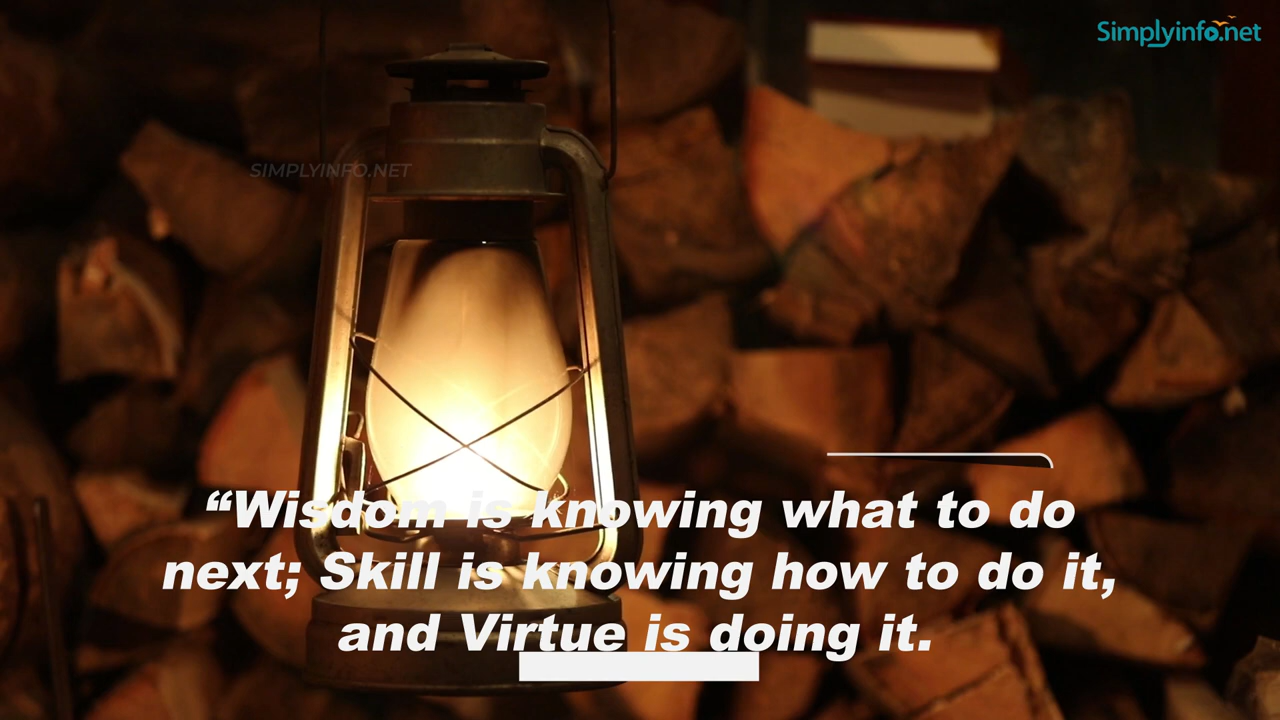 Simplyinfo.net
SIMPLYINFO.NET
“Wisdom is knowing what to do
next; Skill is knowing how to do it,
and Virtue is doing it.